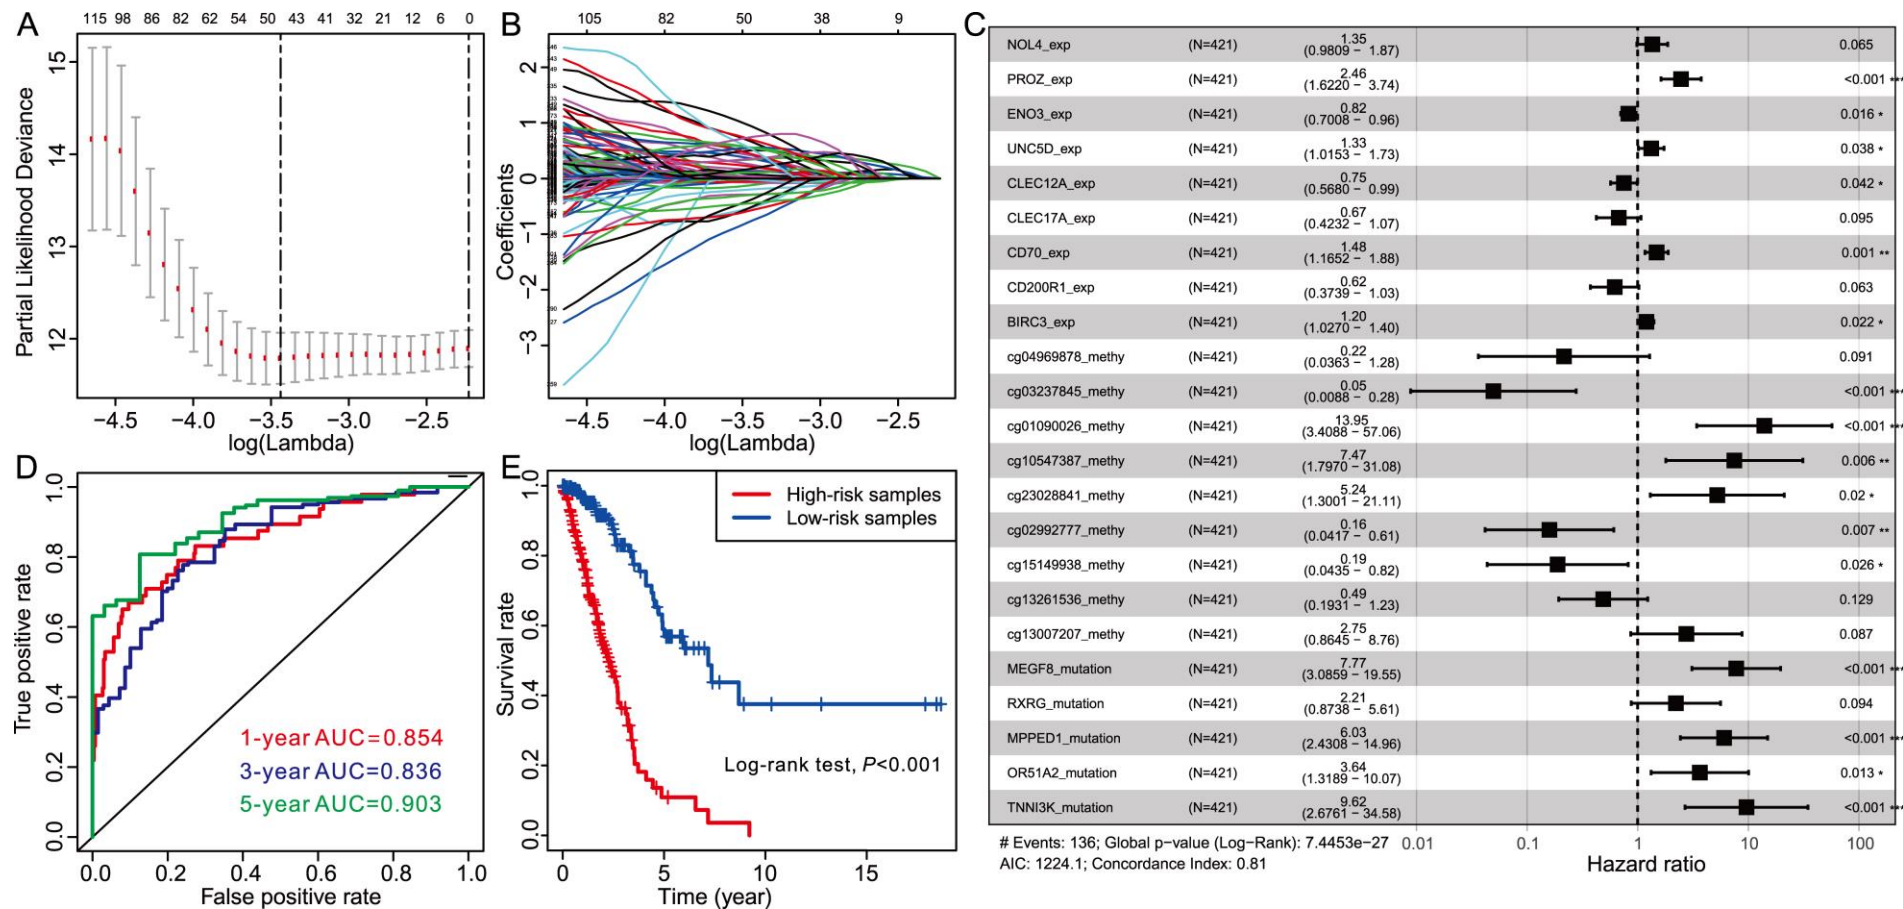 A
115 98 86 82 62 54 50 43 41 32 21 12 6 0
Partial Likelihood Deviance
15
14
13
12
−4.5 −4.0 −3.5 −3.0 −2.5
log(Lambda)
B
105 82 50 38 9
Coefficients
2
1
0
−1
−2
−3
−4.5 −4.0 −3.5 −3.0 −2.5
log(Lambda)
C
NOL4_exp (N=421) 1.35 (0.9809 − 1.87) 0.065
PROZ_exp (N=421) 2.46 (1.6220 − 3.74) <0.001 ***
ENO3_exp (N=421) 0.82 (0.7008 − 0.96) 0.016 *
UNC5D_exp (N=421) 1.33 (1.0153 − 1.73) 0.038 *
CLEC12A_exp (N=421) 0.75 (0.5680 − 0.99) 0.042 *
CLEC17A_exp (N=421) 0.67 (0.4232 − 1.07) 0.095
CD70_exp (N=421) 1.48 (1.1652 − 1.88) 0.001 **
CD200R1_exp (N=421) 0.62 (0.3739 − 1.03) 0.063
BIRC3_exp (N=421) 1.20 (1.0270 − 1.40) 0.022 *
cg04969878_methy (N=421) 0.22 (0.0363 − 1.28) 0.091
cg03237845_methy (N=421) 0.05 (0.0088 − 0.28) <0.001 ***
cg01090026_methy (N=421) 13.95 (3.4088 − 57.06) <0.001 ***
cg10547387_methy (N=421) 7.47 (1.7970 − 31.08) 0.006 **
cg23028841_methy (N=421) 5.24 (1.3001 − 21.11) 0.02 *
cg02992777_methy (N=421) 0.16 (0.0417 − 0.61) 0.007 **
cg15149938_methy (N=421) 0.19 (0.0435 − 0.82) 0.026 *
cg13261536_methy (N=421) 0.49 (0.1931 − 1.23) 0.129
cg13007207_methy (N=421) 2.75 (0.8645 − 8.76) 0.087
MEGF8_mutation (N=421) 7.77 (3.0859 − 19.55) <0.001 ***
RXRG_mutation (N=421) 2.21 (0.8738 − 5.61) 0.094
MPPED1_mutation (N=421) 6.03 (2.4308 − 14.96) <0.001 ***
OR51A2_mutation (N=421) 3.64 (1.3189 − 10.07) 0.013 *
TNNI3K_mutation (N=421) 9.62 (2.6761 − 34.58) <0.001 ***
# Events: 136; Global p−value (Log−Rank): 7.4453e−27
AIC: 1224.1; Concordance Index: 0.81
0.01 0.1 1 10 100
Hazard ratio
D
True positive rate
1.0
0.8
0.6
0.4
0.2
0.0
1-year AUC=0.854
3-year AUC=0.836
5-year AUC=0.903
0.0 0.2 0.4 0.6 0.8 1.0
False positive rate
E
Survival rate
1.0
0.8
0.6
0.4
0.2
0.0
High-risk samples
Low-risk samples
Log-rank test, P<0.001
0 5 10 15
Time (year)